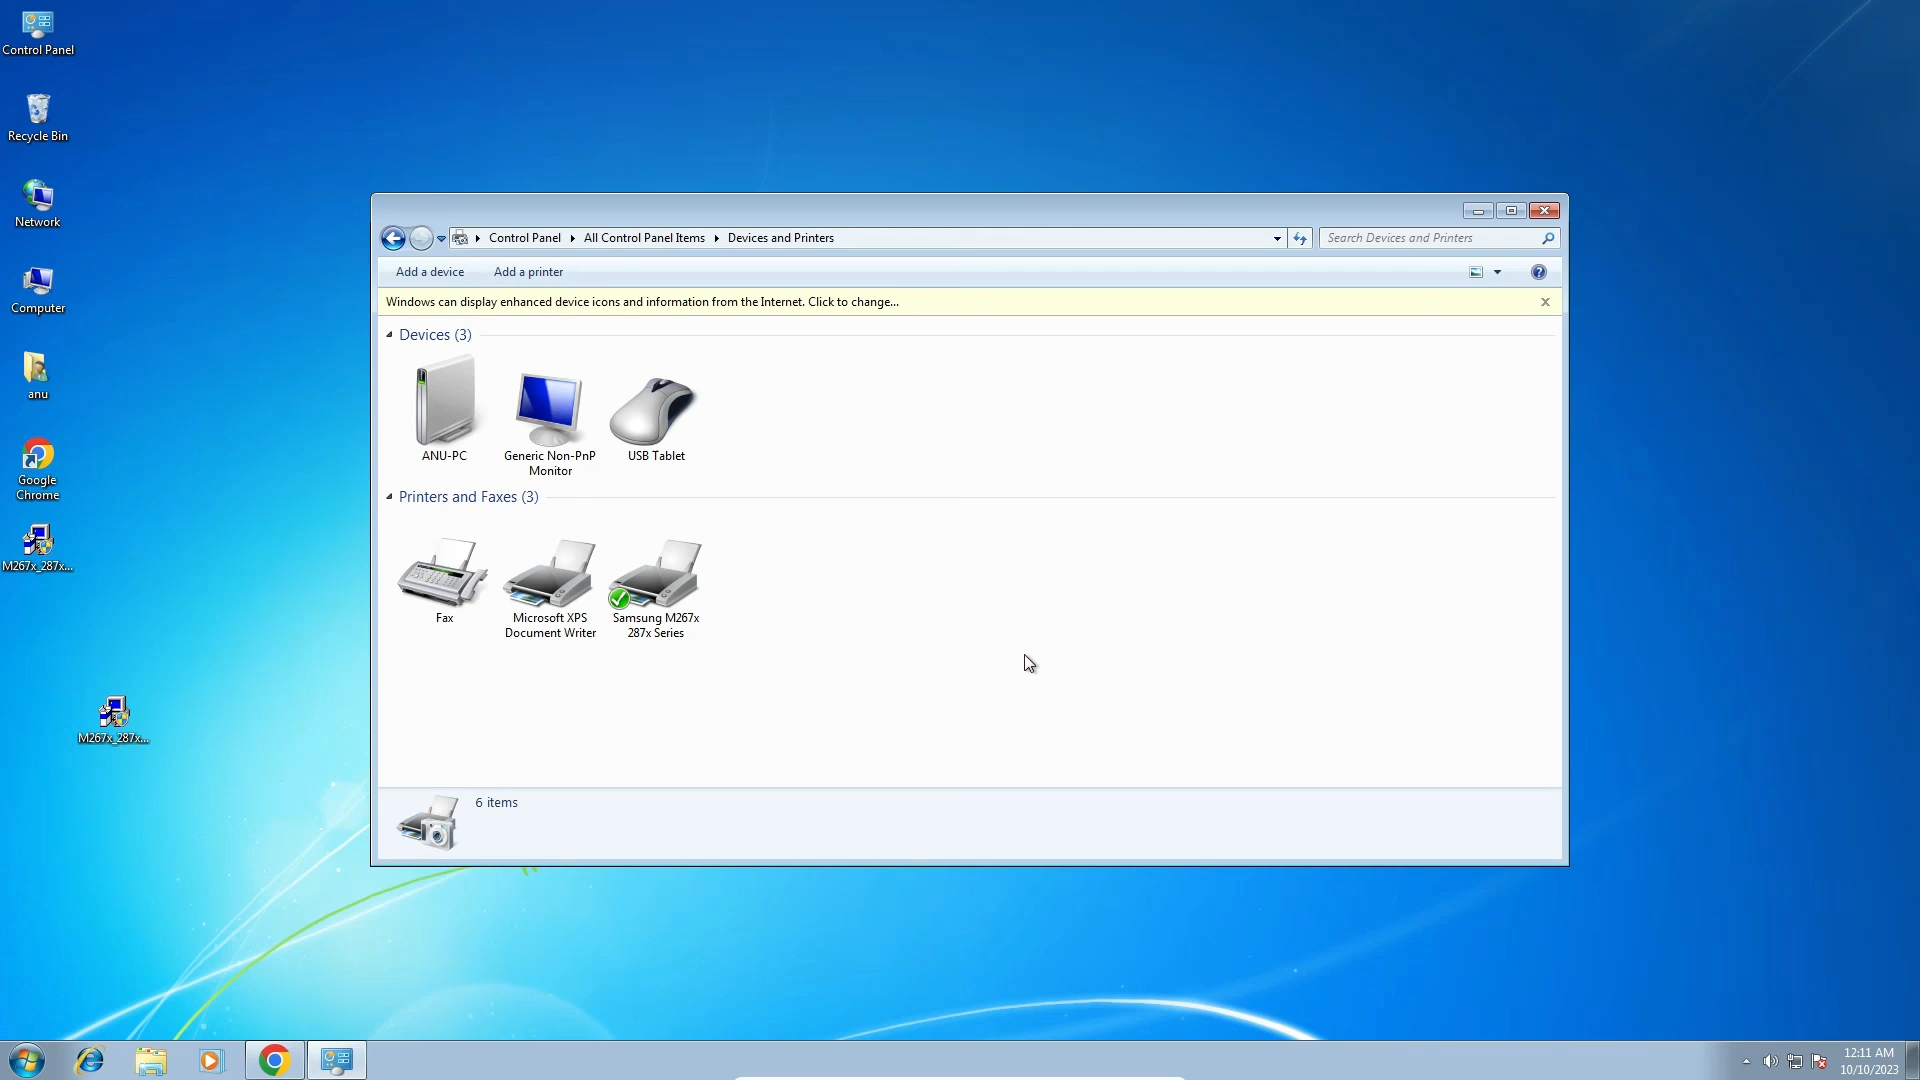 Control Panel
Recycle Bin
Network
Computer
anu
Google
Chrome
M267x_287x...
M267x_287x...
Control Panel
All Control Panel Items
Devices and Printers
Search Devices and Printers
Add a device
Add a printer
Windows can display enhanced device icons and information from the Internet. Click to change...
Devices (3)
ANU-PC
Generic Non-PnP
Monitor
USB Tablet
Printers and Faxes (3)
Fax
Microsoft XPS
Document Writer
Samsung M267x
287x Series
6 items
12:11 AM
10/10/2023